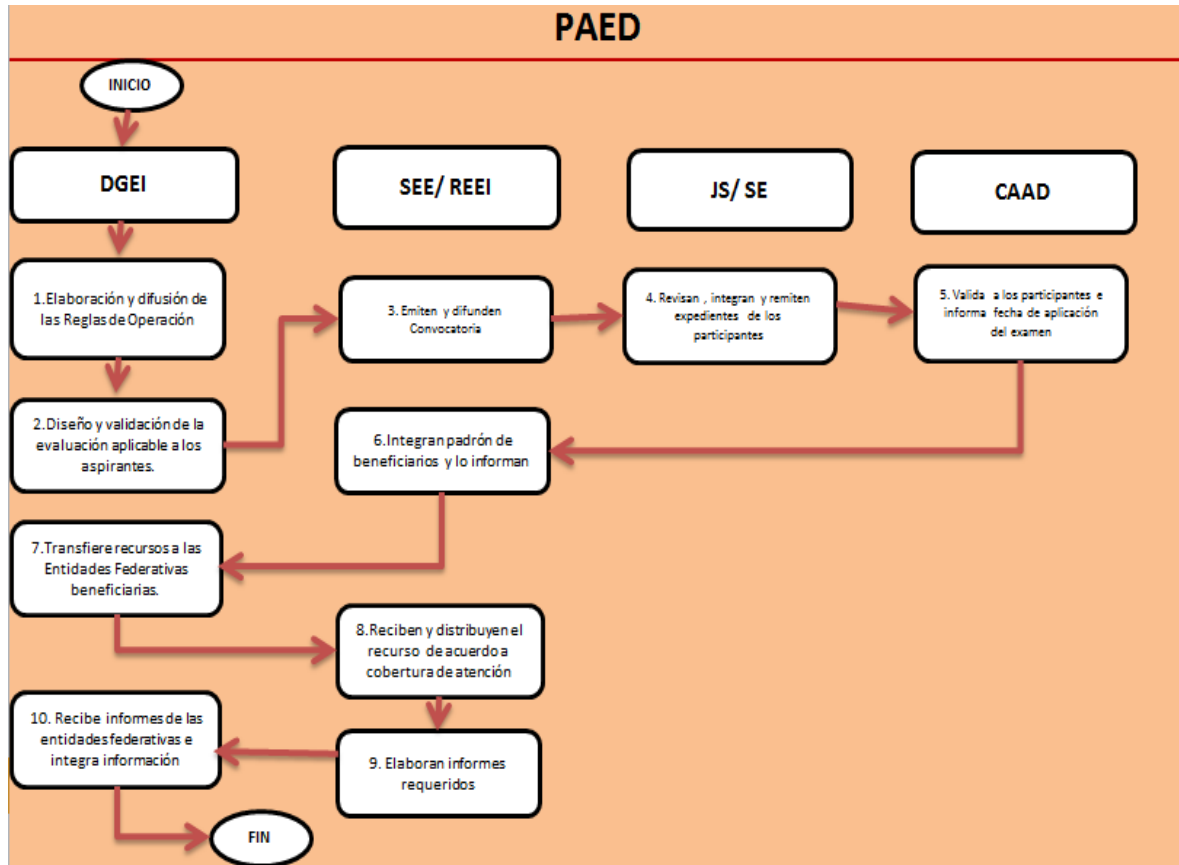 PAED
INICIO
DGEI
SEE/ REEI
JS/ SE
CAAD
1.Elaboración y difusión de
las Reglas de Operación
3. Emiten y difunden
Convocatoria
4. Revisan , integran y remiten
expedientes de los
participantes
5. Valida a los participantes e
informa fecha de aplicación
del examen
2.Diseño y validación de la
evaluación aplicable a los
aspirantes.
6.Integran padrón de
beneficiarios y lo informan
7.Transfiere recursos a las
Entidades Federativas
beneficiarias.
8.Reciben y distribuyen el
recurso de acuerdo a
cobertura de atención
10. Recibe informes de las
entidades federativas e
integra información
9. Elaboran informes
requeridos
FIN